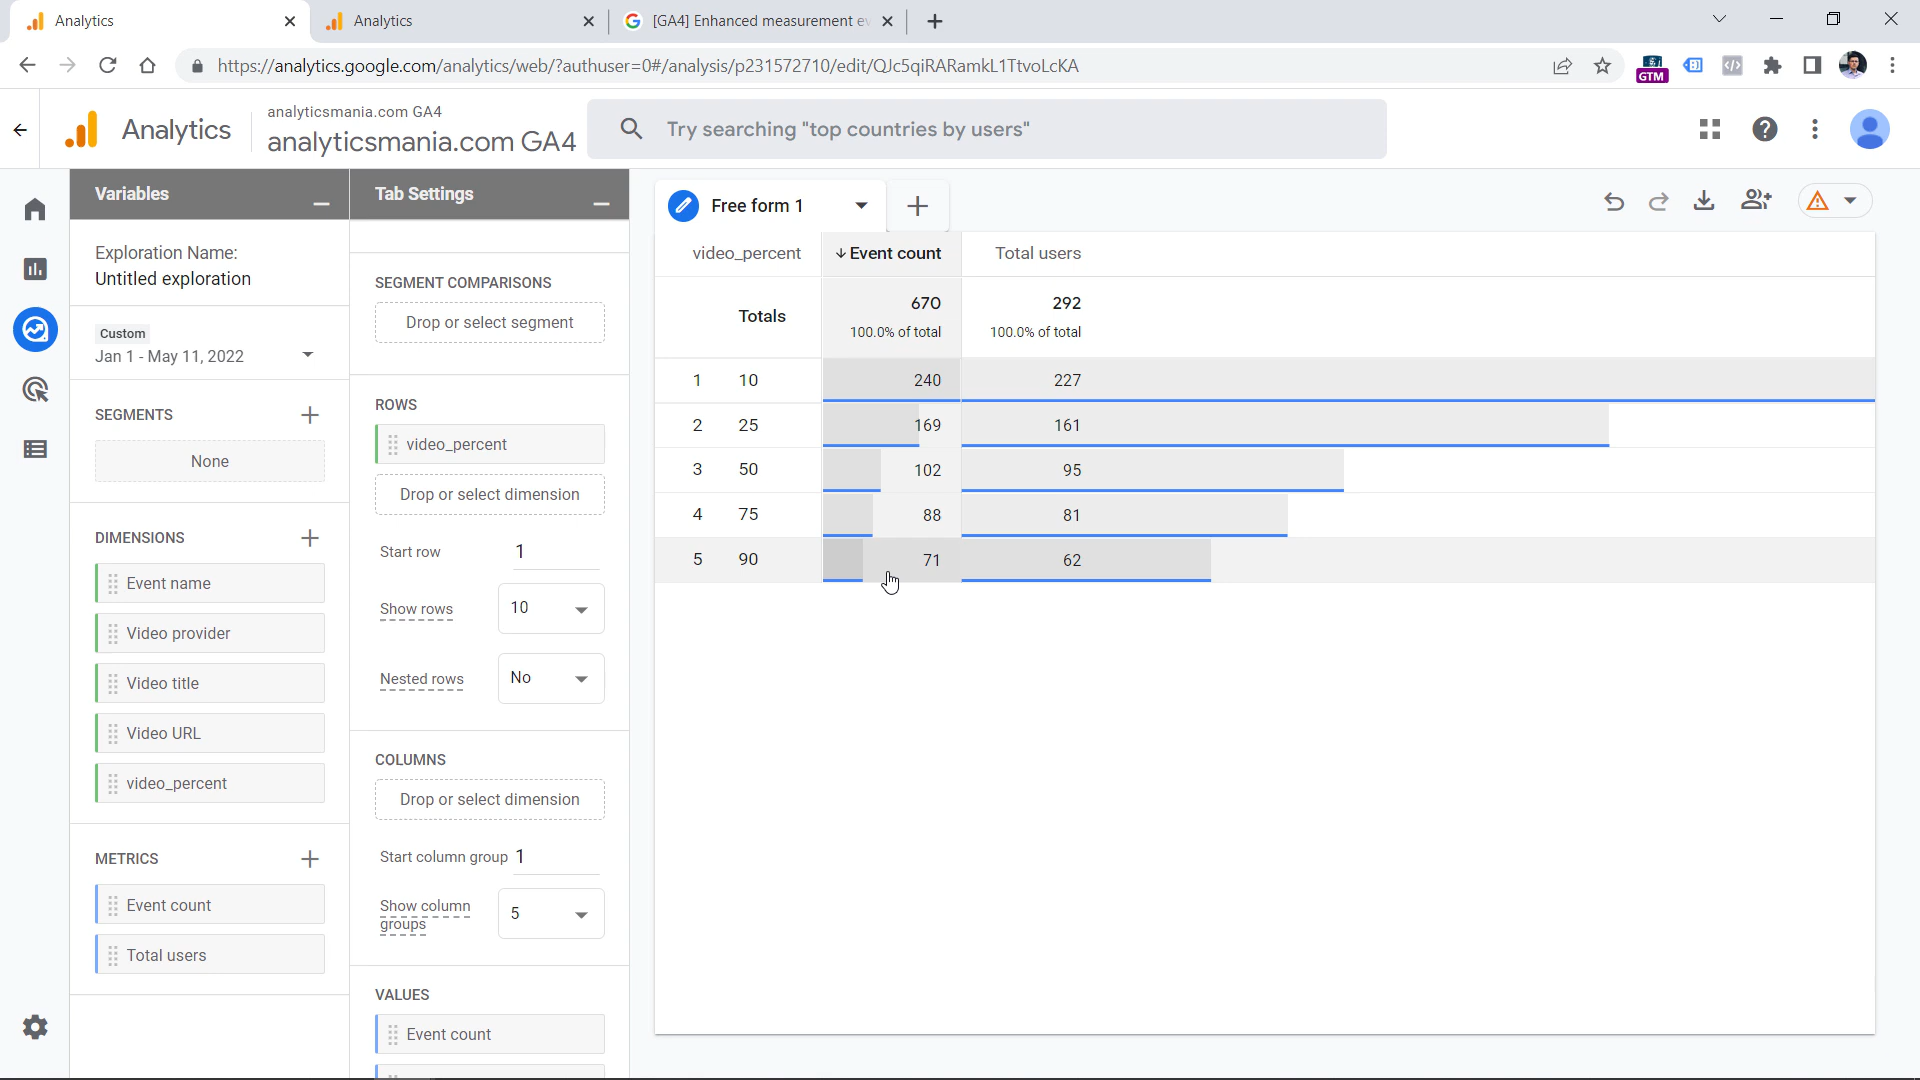 Analytics
Analytics
[GA4] Enhanced measurement ev
https://analytics.google.com/analytics/web/?authuser=0#/analysis/p231572710/edit/QJc5qiRARamkL1TtvoLcKA
GTM
Analytics
analyticsmania.com GA4
analyticsmania.com GA4
Try searching "top countries by users"
Variables
Exploration Name:
Untitled exploration
Custom
Jan 1 - May 11, 2022
SEGMENTS
None
DIMENSIONS
Event name
Video provider
Video title
Video URL
video_percent
METRICS
Event count
Total users
Tab Settings
SEGMENT COMPARISONS
Drop or select segment
ROWS
video_percent
Drop or select dimension
Start row 1
Show rows 10
Nested rows No
COLUMNS
Drop or select dimension
Start column group 1
Show column
groups
5
VALUES
Event count
Free form 1
video_percent Event count Total users
Totals 670 292
100.0% of total 100.0% of total
1 10 240 227
2 25 169 161
3 50 102 95
4 75 88 81
5 90 71 62